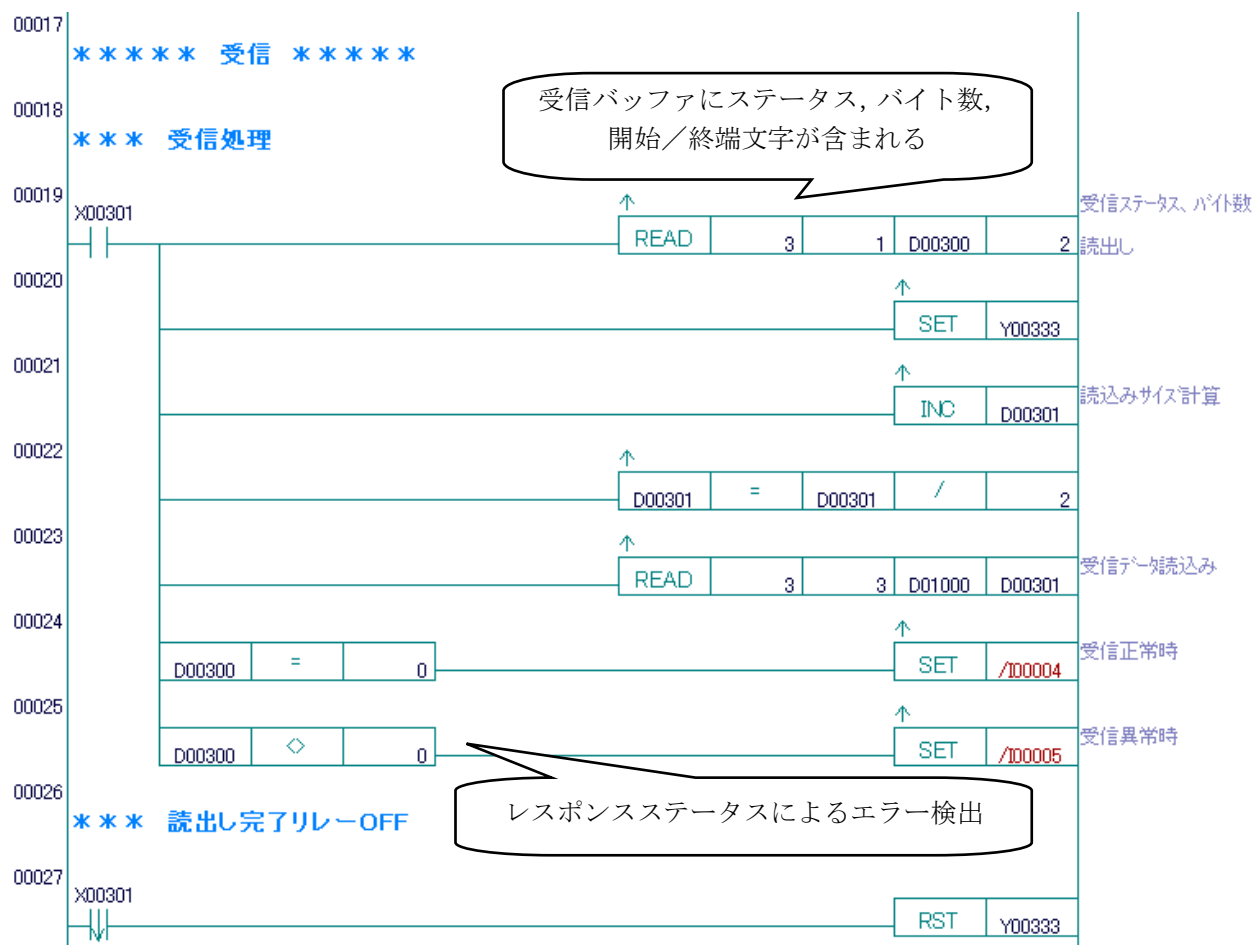 00017
***** 受信 *****
00018
*** 受信処理
受信バッファにステータス, バイト数,
開始／終端文字が含まれる
00019
X00301
↑
READ 3 1 D00300 2
受信ステータス、バイト数
読出し
00020
↑
SET Y00333
00021
↑
INC D00301
読込みサイズ計算
00022
↑
D00301 = D00301 / 2
00023
↑
READ 3 3 D01000 D00301
受信データ読込み
00024
↑
D00300 = 0 SET /I00004
受信正常時
00025
↑
D00300 <> 0 SET /I00005
受信異常時
00026
*** 読出し完了リレーOFF
レスポンスステータスによるエラー検出
00027
X00301
RST Y00333